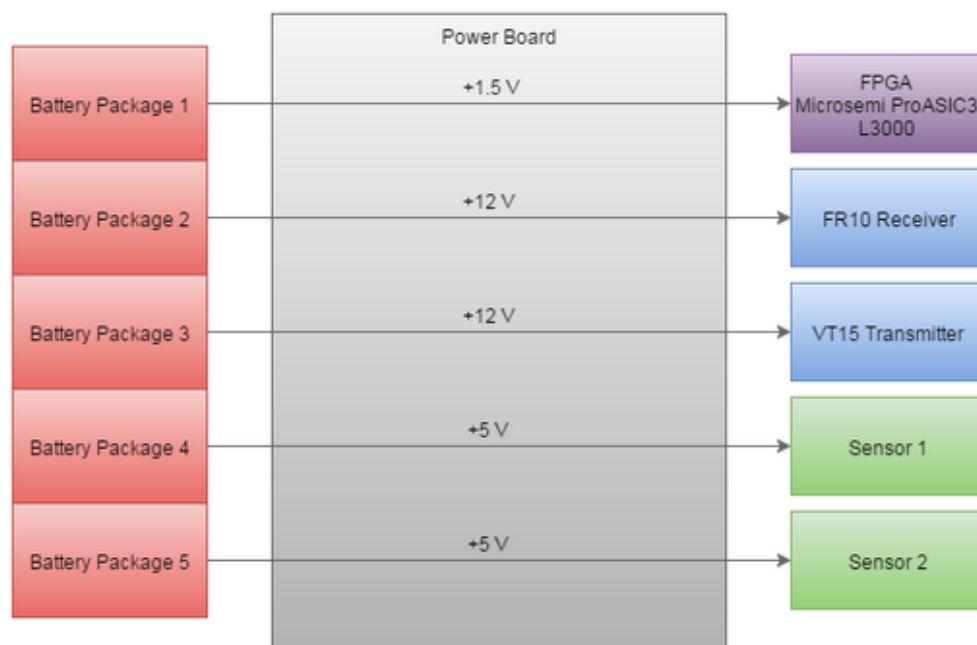 Power Board
Battery Package 1
+1.5 V
FPGA
Microsemi ProASIC3
L3000
Battery Package 2
+12 V
FR10 Receiver
Battery Package 3
+12 V
VT15 Transmitter
Battery Package 4
+5 V
Sensor 1
Battery Package 5
+5 V
Sensor 2